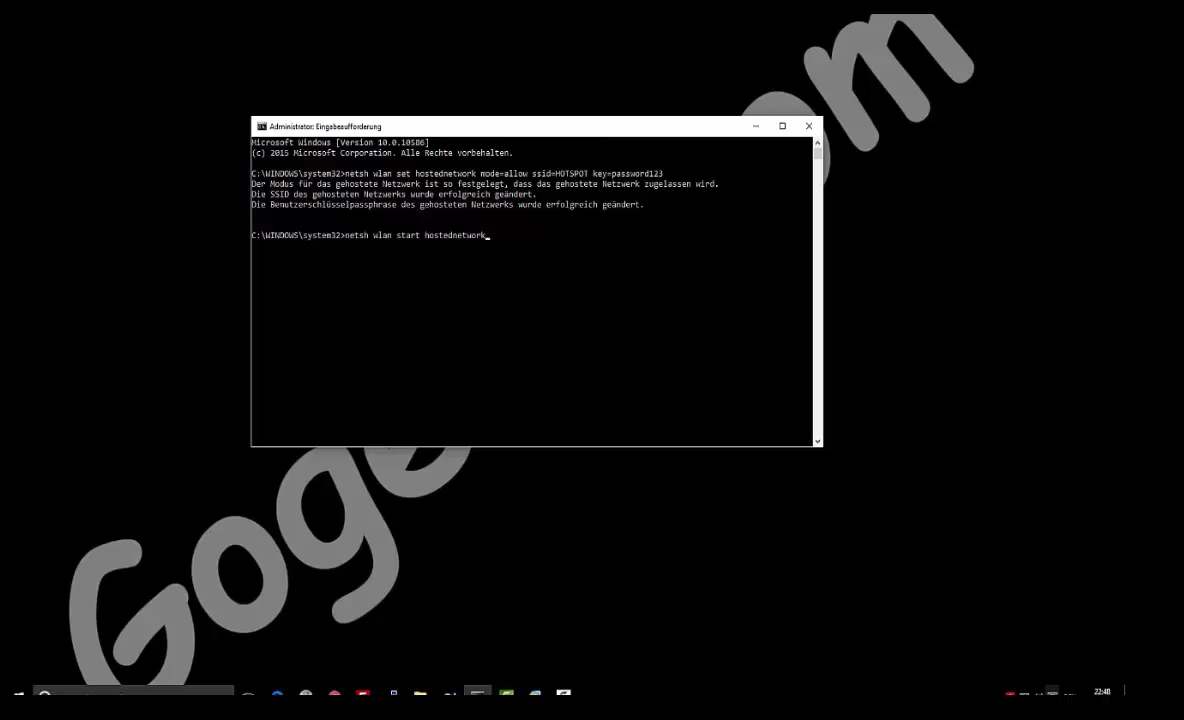 Administrator: Eingabeaufforderung
Microsoft Windows [Version 10.0.10586]
(c) 2015 Microsoft Corporation. Alle Rechte vorbehalten.
C:\WINDOWS\system32>netsh wlan set hostednetwork mode=allow ssid=HOTSPOT key=password123
Der Modus für das gehostete Netzwerk ist so festgelegt, dass das gehostete Netzwerk zugelassen wird.
Die SSID des gehosteten Netzwerks wurde erfolgreich geändert.
Die Benutzerschlüsselpassphrase des gehosteten Netzwerks wurde erfolgreich geändert.
C:\WINDOWS\system32>netsh wlan start hostednetwork_
22:48